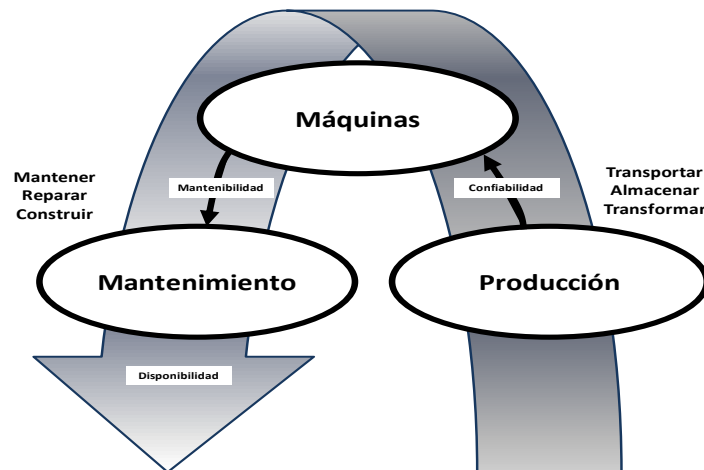 Máquinas
Mantener
Reparar
Construir
Mantenibilidad
Confiabilidad
Transportar
Almacenar
Transformar
Mantenimiento
Producción
Disponibilidad